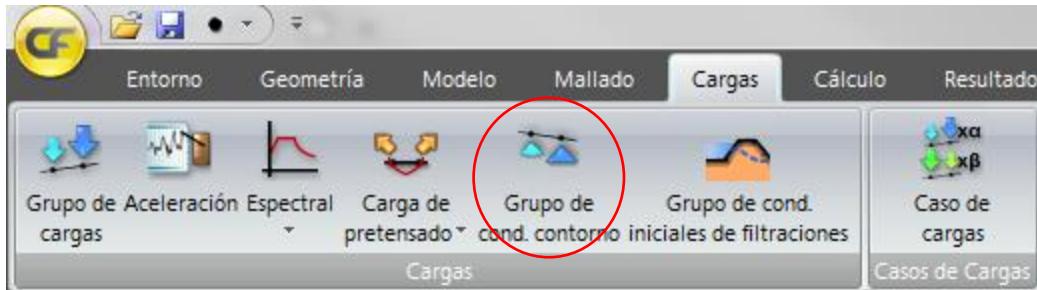 CF
Entorno Geometría Modelo Mallado Cargas Cálculo Resultado
xα
xβ
Grupo de Aceleración Espectral Carga de Grupo de Grupo de cond. Caso de
cargas pretensado cond. contorno iniciales de filtraciones cargas
Cargas Casos de Cargas